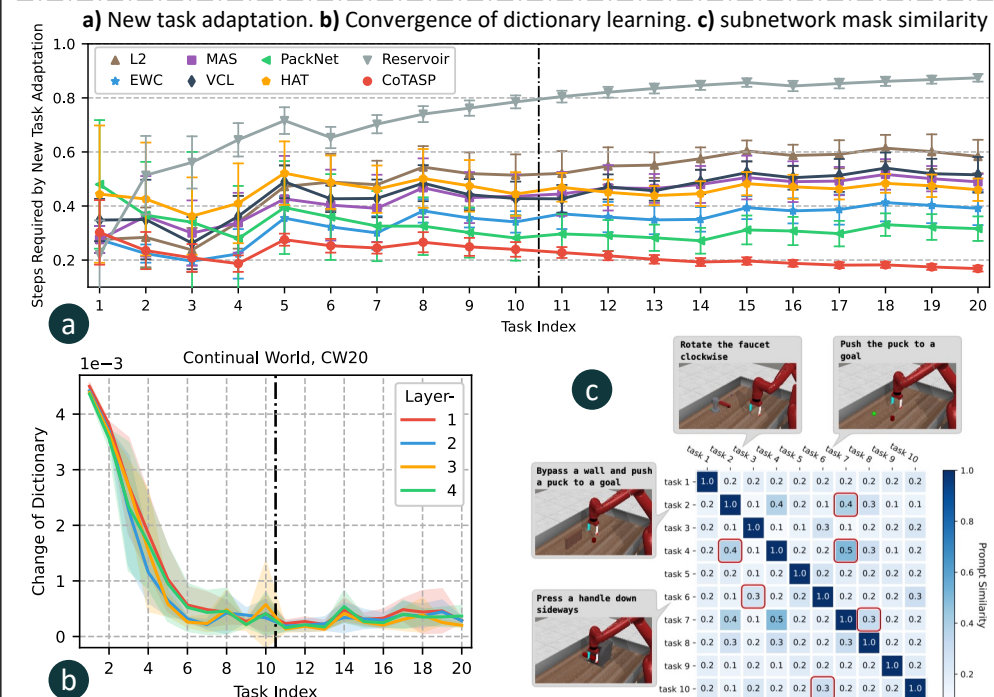 a) New task adaptation. b) Convergence of dictionary learning. c) subnetwork mask similarity
Steps Required by New Task Adaptation
1.0
0.8
0.6
0.4
0.2
L2 MAS PackNet Reservoir
EWC VCL HAT CoTASP
1 2 3 4 5 6 7 8 9 10 11 12 13 14 15 16 17 18 19 20
Task Index
a
Continual World, CW20
1e−3
Change of Dictionary
4
3
2
1
0
Layer-
1
2
3
4
2 4 6 8 10 12 14 16 18 20
Task Index
b
c
Rotate the faucet
clockwise
Push the puck to a
goal
Bypass a wall and push
a puck to a goal
Press a handle down
sideways
task 1 task 2 task 3 task 4 task 5 task 6 task 7 task 8 task 9 task 10
task 1 1.0 0.2 0.2 0.2 0.2 0.2 0.2 0.2 0.2 0.2
task 2 0.2 1.0 0.1 0.4 0.2 0.1 0.4 0.3 0.1 0.1
task 3 0.2 0.1 1.0 0.1 0.1 0.3 0.1 0.2 0.2 0.2
task 4 0.2 0.4 0.1 1.0 0.2 0.2 0.5 0.3 0.1 0.2
task 5 0.2 0.2 0.1 0.2 1.0 0.2 0.2 0.2 0.2 0.2
task 6 0.2 0.1 0.3 0.2 0.2 1.0 0.2 0.2 0.2 0.3
task 7 0.2 0.4 0.1 0.5 0.2 0.2 1.0 0.3 0.2 0.2
task 8 0.2 0.3 0.2 0.3 0.2 0.2 0.3 1.0 0.2 0.2
task 9 0.2 0.1 0.2 0.1 0.2 0.2 0.2 0.2 1.0 0.2
task 10 0.2 0.1 0.2 0.2 0.2 0.3 0.2 0.2 0.2 1.0
1.0
0.8
0.6
0.4
0.2
Prompt Similarity